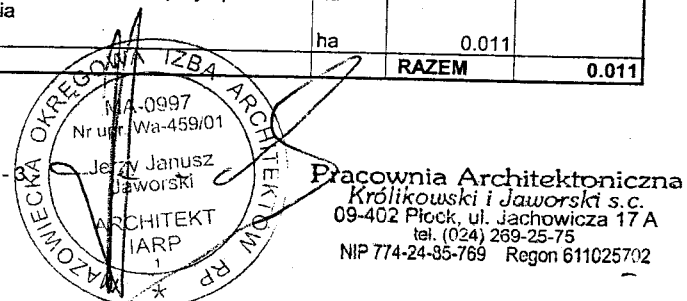 ia
ha 0.011
RAZEM 0.011
MAZOWIECKA OKRĘGOWA IZBA ARCHITEKTÓW RP
MA-0997
Nr upr. Wa-459/01
Jerzy Janusz
Jaworski
ARCHITEKT
IARP
1
- 3 -
Pracownia Architektoniczna
Królikowski i Jaworski s.c.
09-402 Płock, ul. Jachowicza 17 A
tel. (024) 269-25-75
NIP 774-24-85-769 Regon 611025702